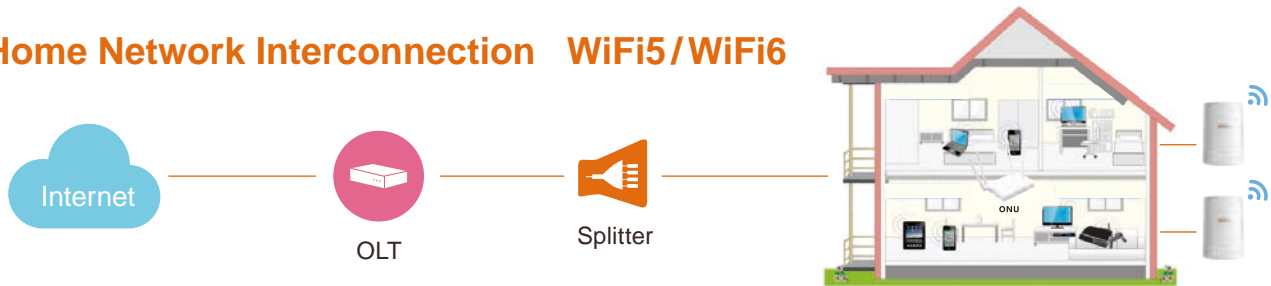 Home Network Interconnection WiFi5/WiFi6
Internet
OLT
Splitter
ONU